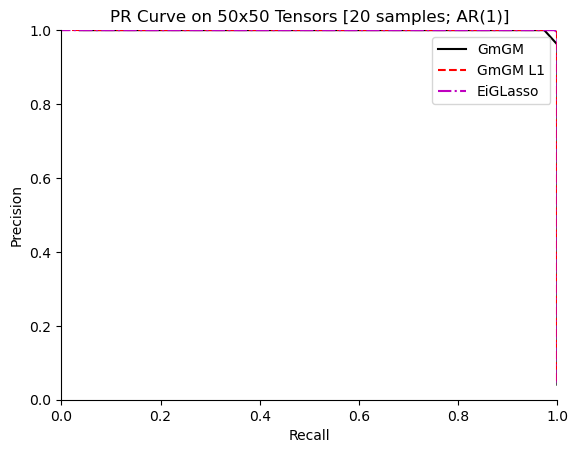 PR Curve on 50x50 Tensors [20 samples; AR(1)]
GmGM
GmGM L1
EiGLasso
Precision
1.0
0.8
0.6
0.4
0.2
0.0
0.0 0.2 0.4 0.6 0.8 1.0
Recall